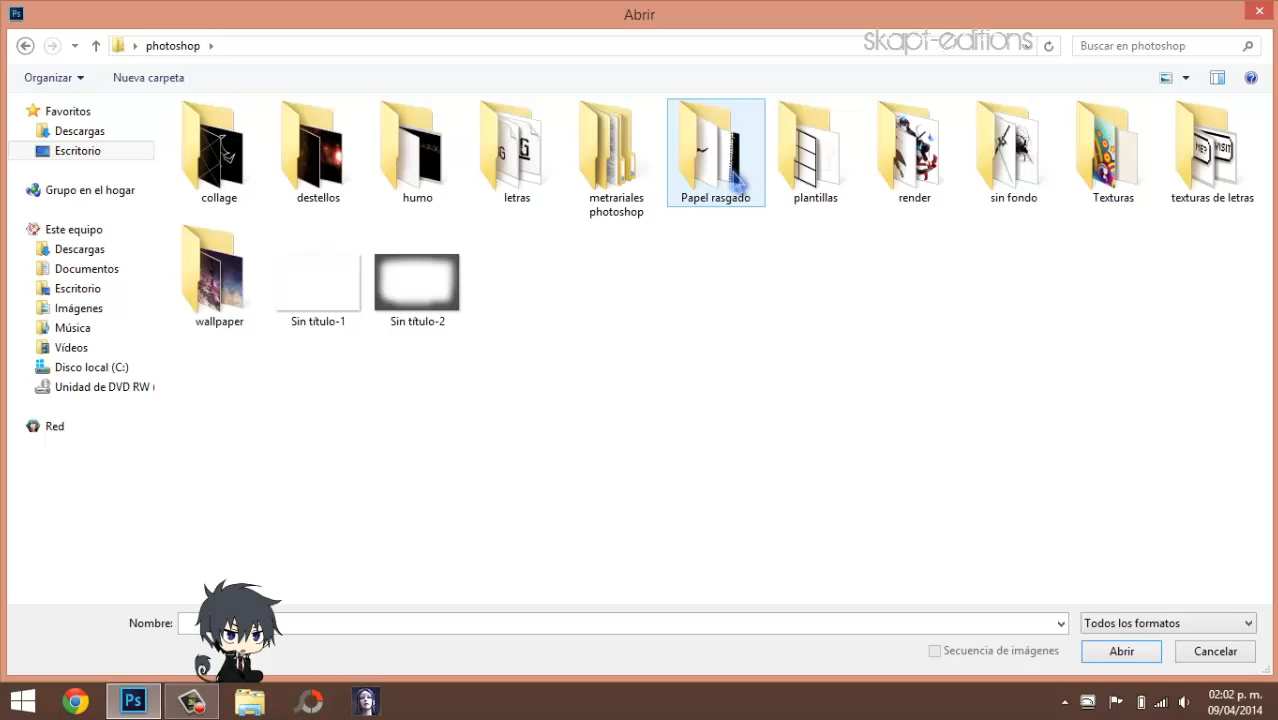 Ps
Abrir
photoshop
skapt-editions
Buscar en photoshop
Organizar
Nueva carpeta
Favoritos
Descargas
Escritorio
Grupo en el hogar
Este equipo
Descargas
Documentos
Escritorio
Imágenes
Música
Vídeos
Disco local (C:)
Unidad de DVD RW (
Red
collage
destellos
humo
letras
metrariales
photoshop
Papel rasgado
plantillas
render
sin fondo
Texturas
texturas de letras
wallpaper
Sin título-1
Sin título-2
Nombre:
Todos los formatos
Secuencia de imágenes
Abrir
Cancelar
Ps
02:02 p. m.
09/04/2014